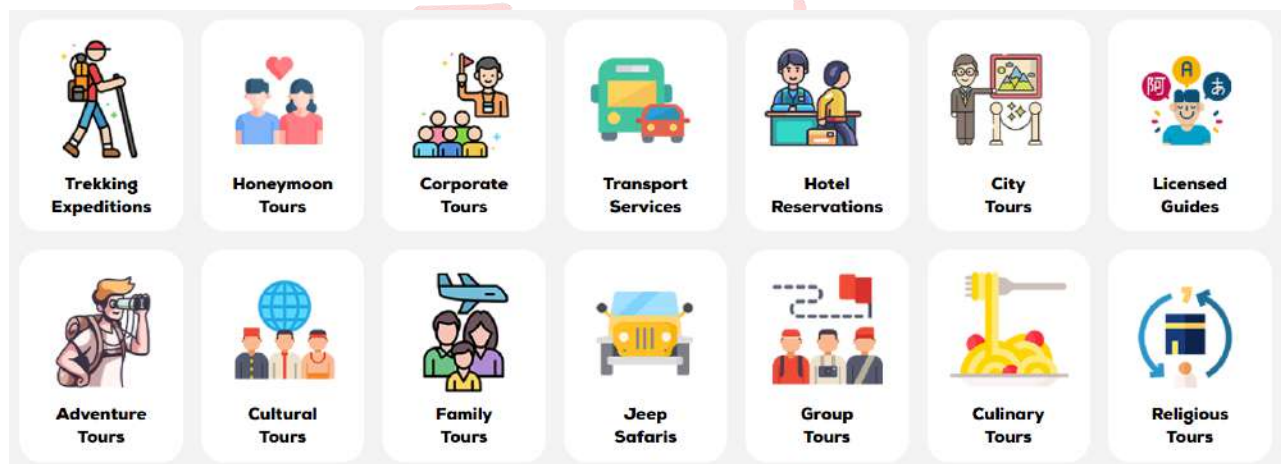 阿 A あ
Trekking Expeditions
Honeymoon Tours
Corporate Tours
Transport Services
Hotel Reservations
City Tours
Licensed Guides
Adventure Tours
Cultural Tours
Family Tours
Jeep Safaris
Group Tours
Culinary Tours
Religious Tours